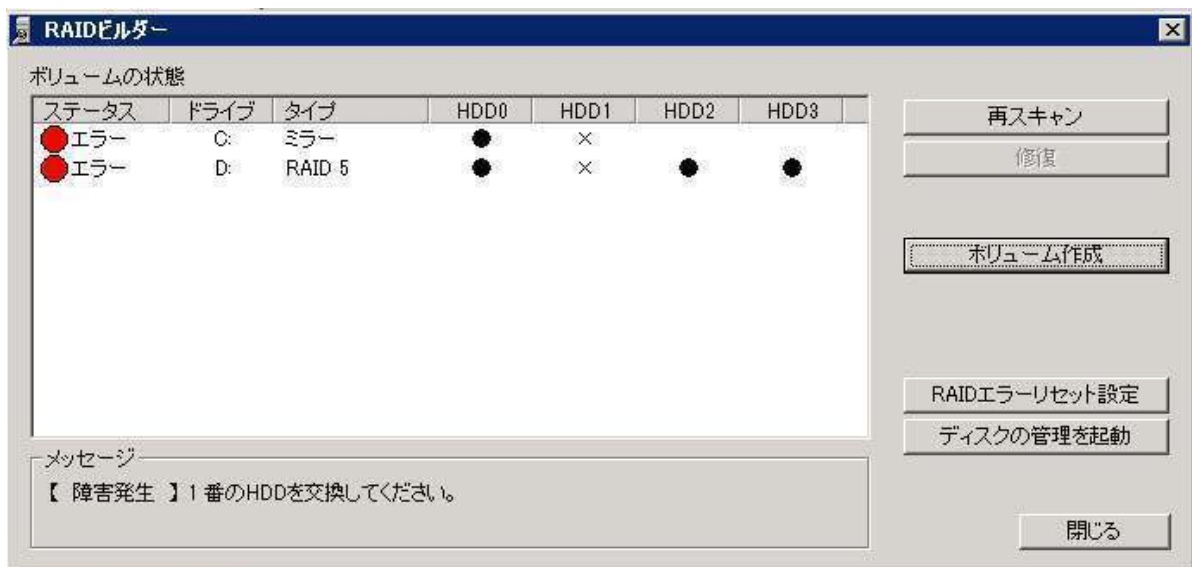 RAIDビルダー
ボリュームの状態
ステータス ドライブ タイプ HDD0 HDD1 HDD2 HDD3
エラー C: ミラー ● ×
エラー D: RAID 5 ● × ● ●
再スキャン
修復
ボリューム作成
RAIDエラーリセット設定
ディスクの管理を起動
メッセージ
【 障害発生 】1 番のHDDを交換してください。
閉じる